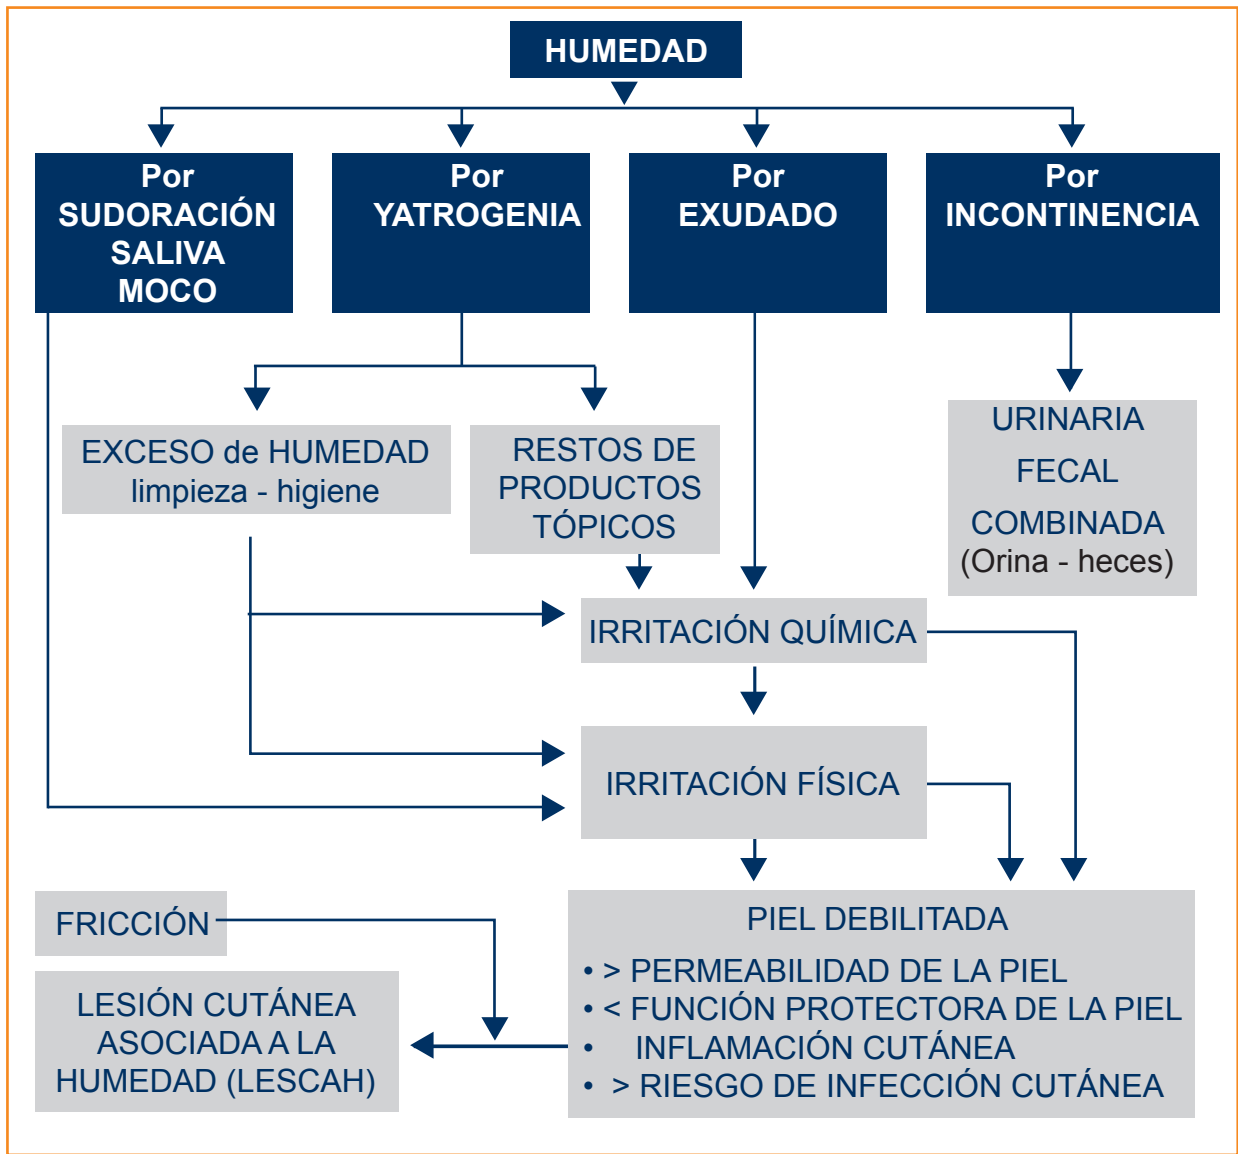 HUMEDAD
Por
SUDORACIÓN
SALIVA
MOCO
Por
YATROGENIA
Por
EXUDADO
Por
INCONTINENCIA
EXCESO de HUMEDAD
limpieza - higiene
RESTOS DE
PRODUCTOS
TÓPICOS
URINARIA
FECAL
COMBINADA
(Orina - heces)
IRRITACIÓN QUÍMICA
IRRITACIÓN FÍSICA
FRICCIÓN
LESIÓN CUTÁNEA
ASOCIADA A LA
HUMEDAD (LESCAH)
PIEL DEBILITADA
• > PERMEABILIDAD DE LA PIEL
• < FUNCIÓN PROTECTORA DE LA PIEL
• INFLAMACIÓN CUTÁNEA
• > RIESGO DE INFECCIÓN CUTÁNEA